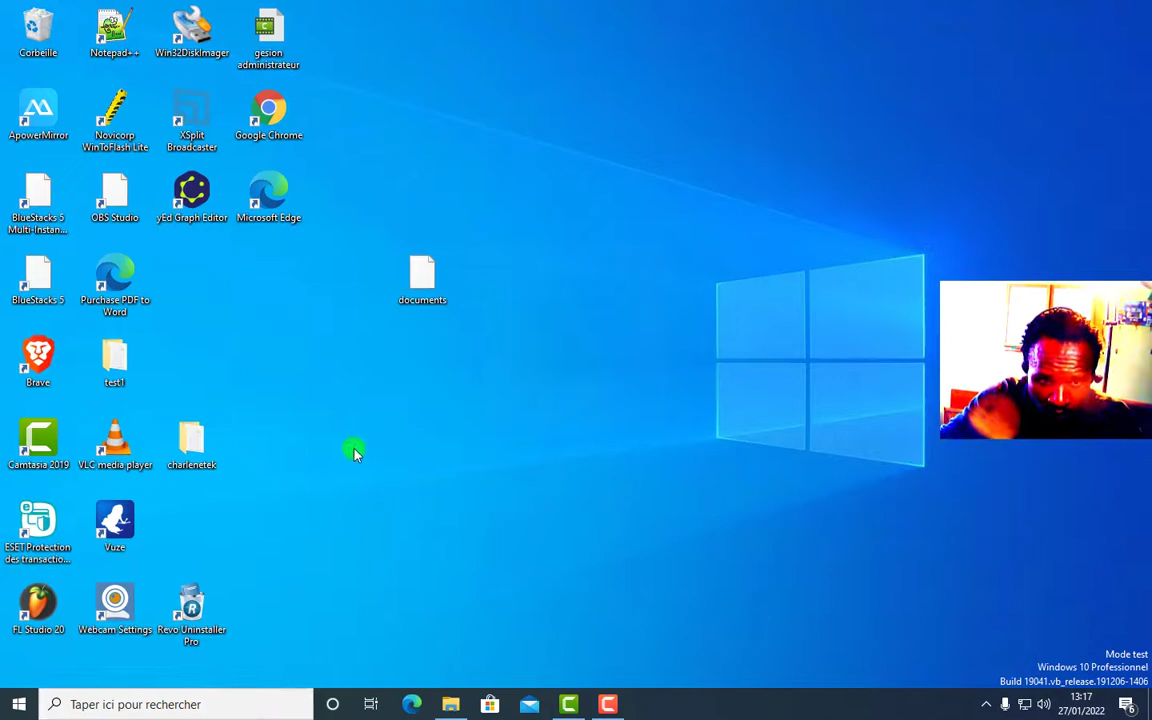 Corbeille
Notepad++
Win32DiskImager
gesion
administrateur
ApowerMirror
Novicorp
WinToFlash Lite
XSplit
Broadcaster
Google Chrome
BlueStacks 5
Multi-Instan...
OBS Studio
yEd Graph Editor
Microsoft Edge
BlueStacks 5
Purchase PDF to
Word
documents
Brave
test1
Camtasia 2019
VLC media player
charlenetek
ESET Protection
des transactio...
Vuze
FL Studio 20
Webcam Settings
Revo Uninstaller
Pro
Mode test
Windows 10 Professionnel
Build 19041.vb_release.191206-1406
Taper ici pour rechercher
13:17
27/01/2022
6